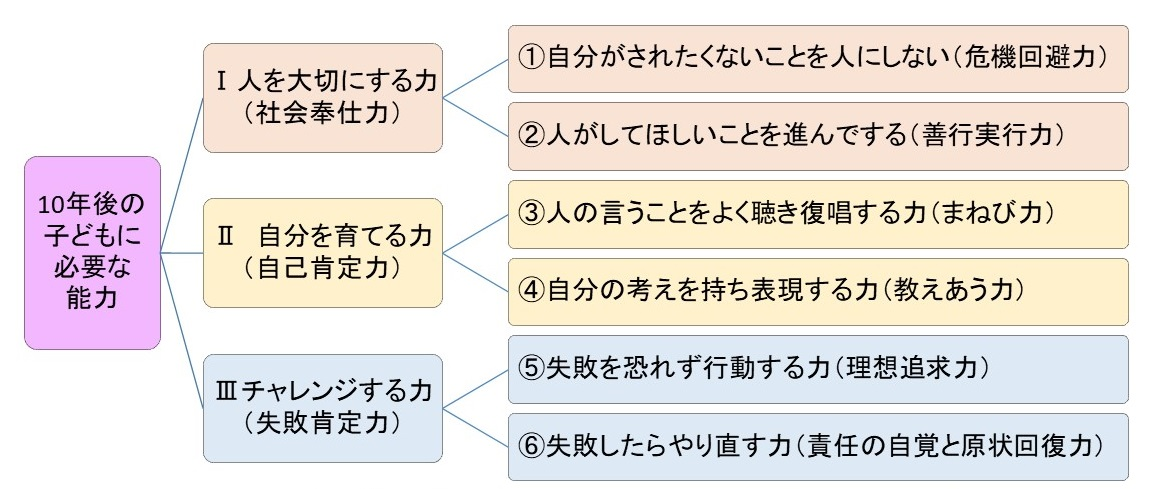 10年後の
子どもに
必要な
能力
Ⅰ 人を大切にする力
（社会奉仕力）
①自分がされたくないことを人にしない（危機回避力）
②人がしてほしいことを進んでする（善行実行力）
Ⅱ　自分を育てる力
（自己肯定力）
③人の言うことをよく聴き復唱する力（まねび力）
④自分の考えを持ち表現する力（教えあう力）
Ⅲチャレンジする力
（失敗肯定力）
⑤失敗を恐れず行動する力（理想追求力）
⑥失敗したらやり直す力（責任の自覚と原状回復力）